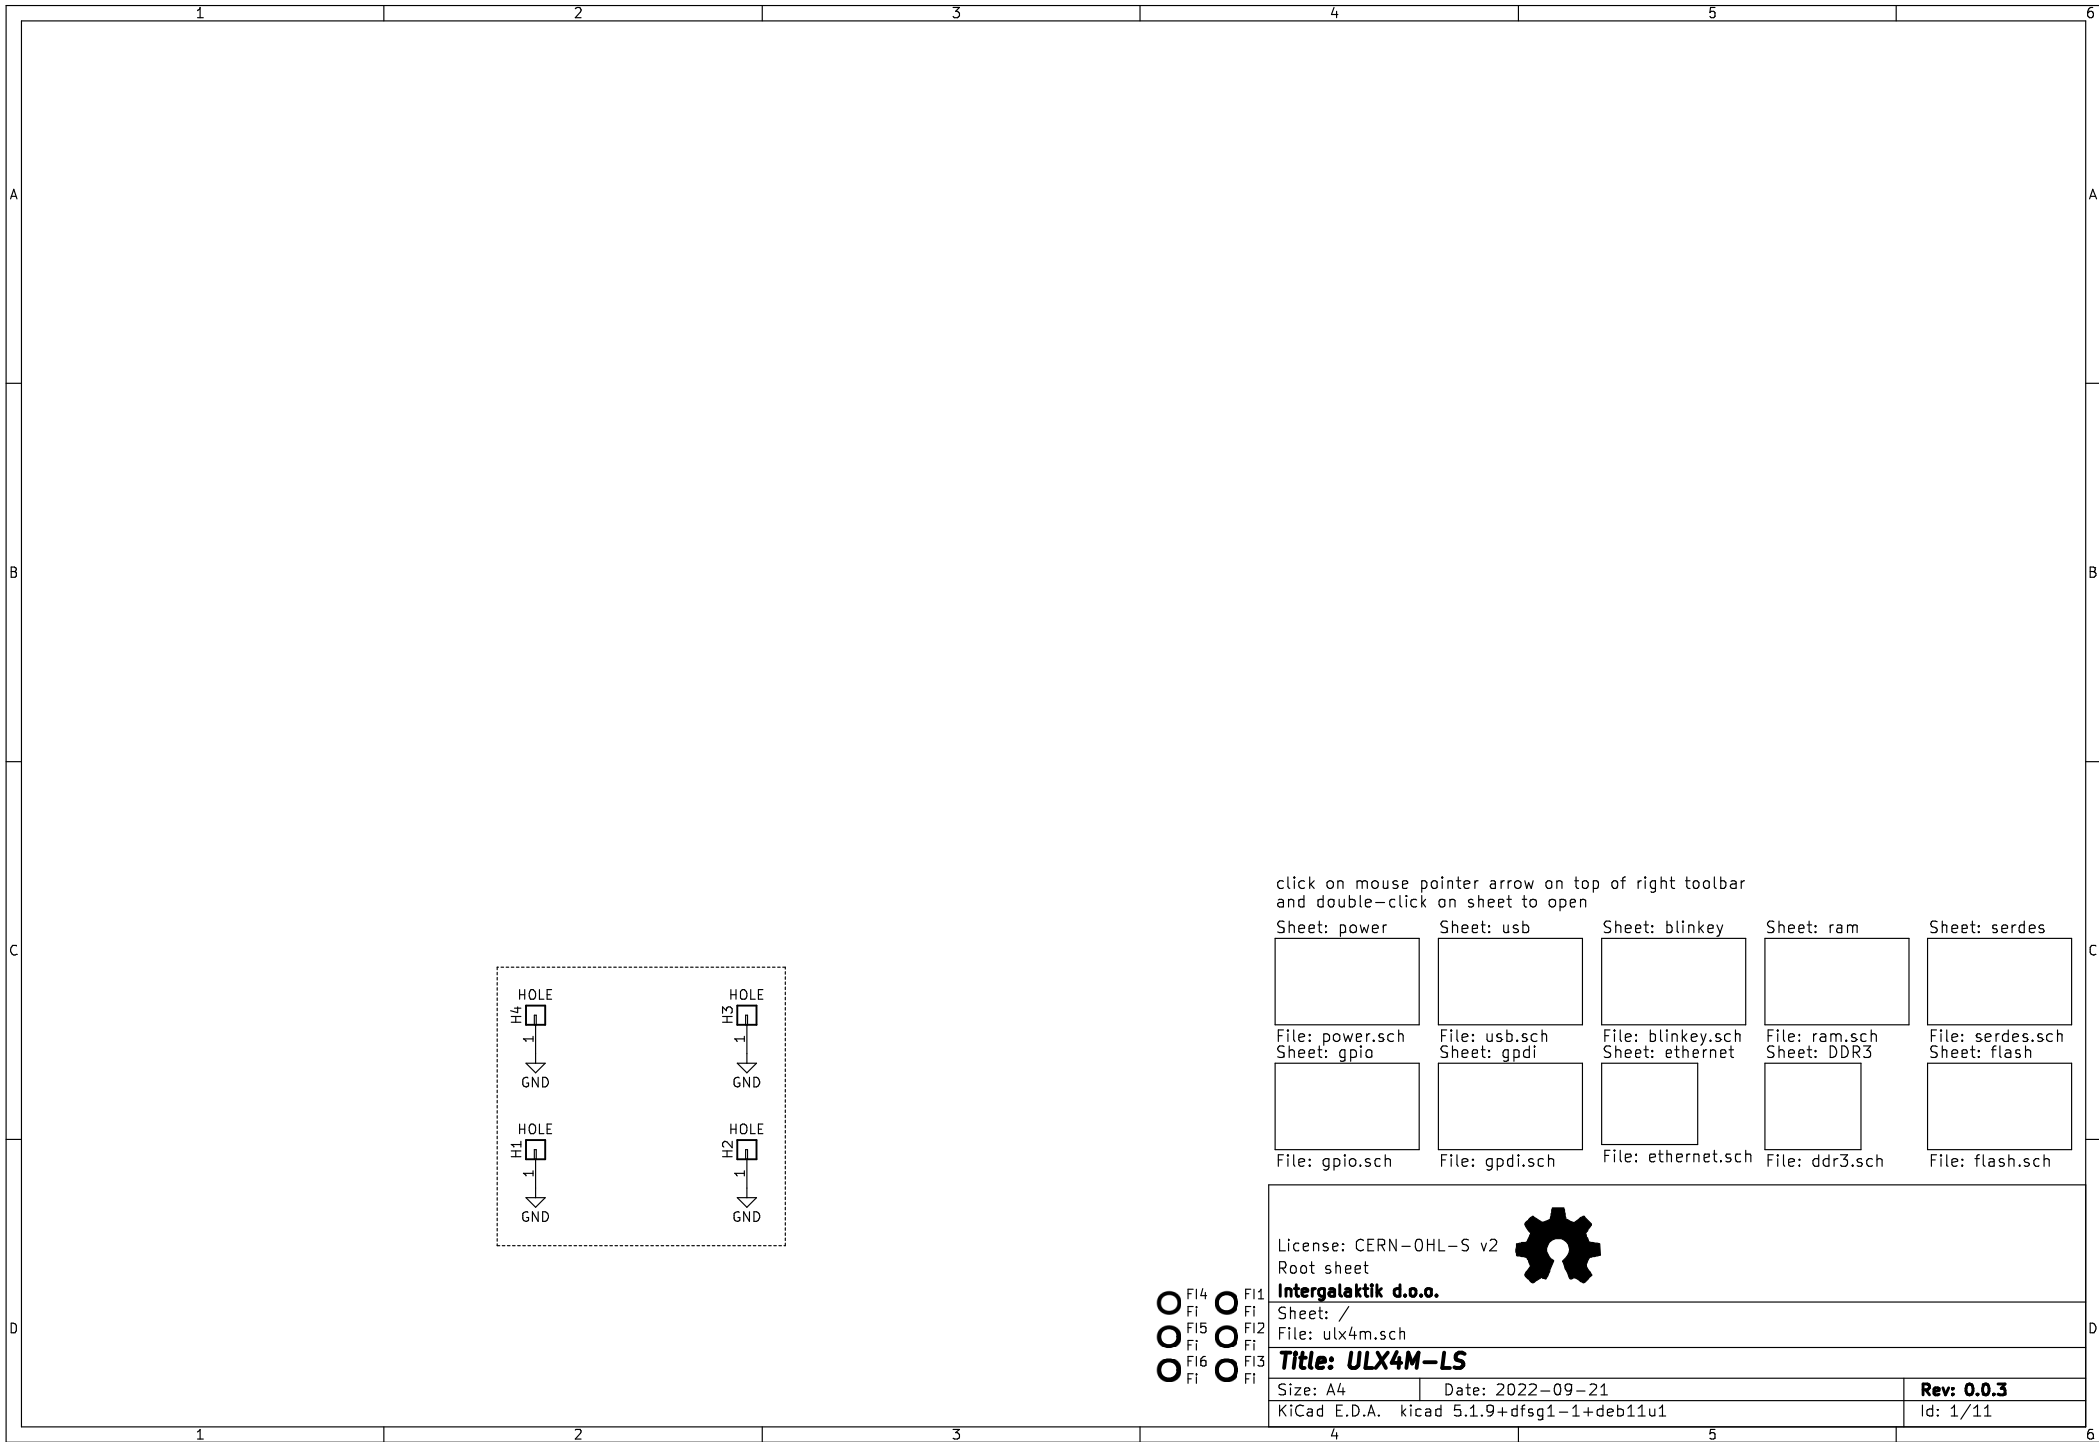 1 2 3 4 5 6
A A
B B
click on mouse pointer arrow on top of right toolbar
and double-click on sheet to open
Sheet: power Sheet: usb Sheet: blinkey Sheet: ram Sheet: serdes
C C
File: power.sch File: usb.sch File: blinkey.sch File: ram.sch File: serdes.sch
Sheet: gpio Sheet: gpdi Sheet: ethernet Sheet: DDR3 Sheet: flash
File: gpio.sch File: gpdi.sch File: ethernet.sch File: ddr3.sch File: flash.sch
HOLE HOLE
H4 H3
1 1
GND GND
HOLE HOLE
H1 H2
1 1
GND GND
License: CERN-OHL-S v2
Root sheet
Intergalaktik d.o.o.
FI4 FI1
Fi Fi
FI5 FI2
Fi Fi
FI6 FI3
Fi Fi
Sheet: /
File: ulx4m.sch
D D
Title: ULX4M-LS
Size: A4 Date: 2022-09-21 Rev: 0.0.3
KiCad E.D.A. kicad 5.1.9+dfsg1-1+deb11u1 Id: 1/11
1 2 3 4 5 6